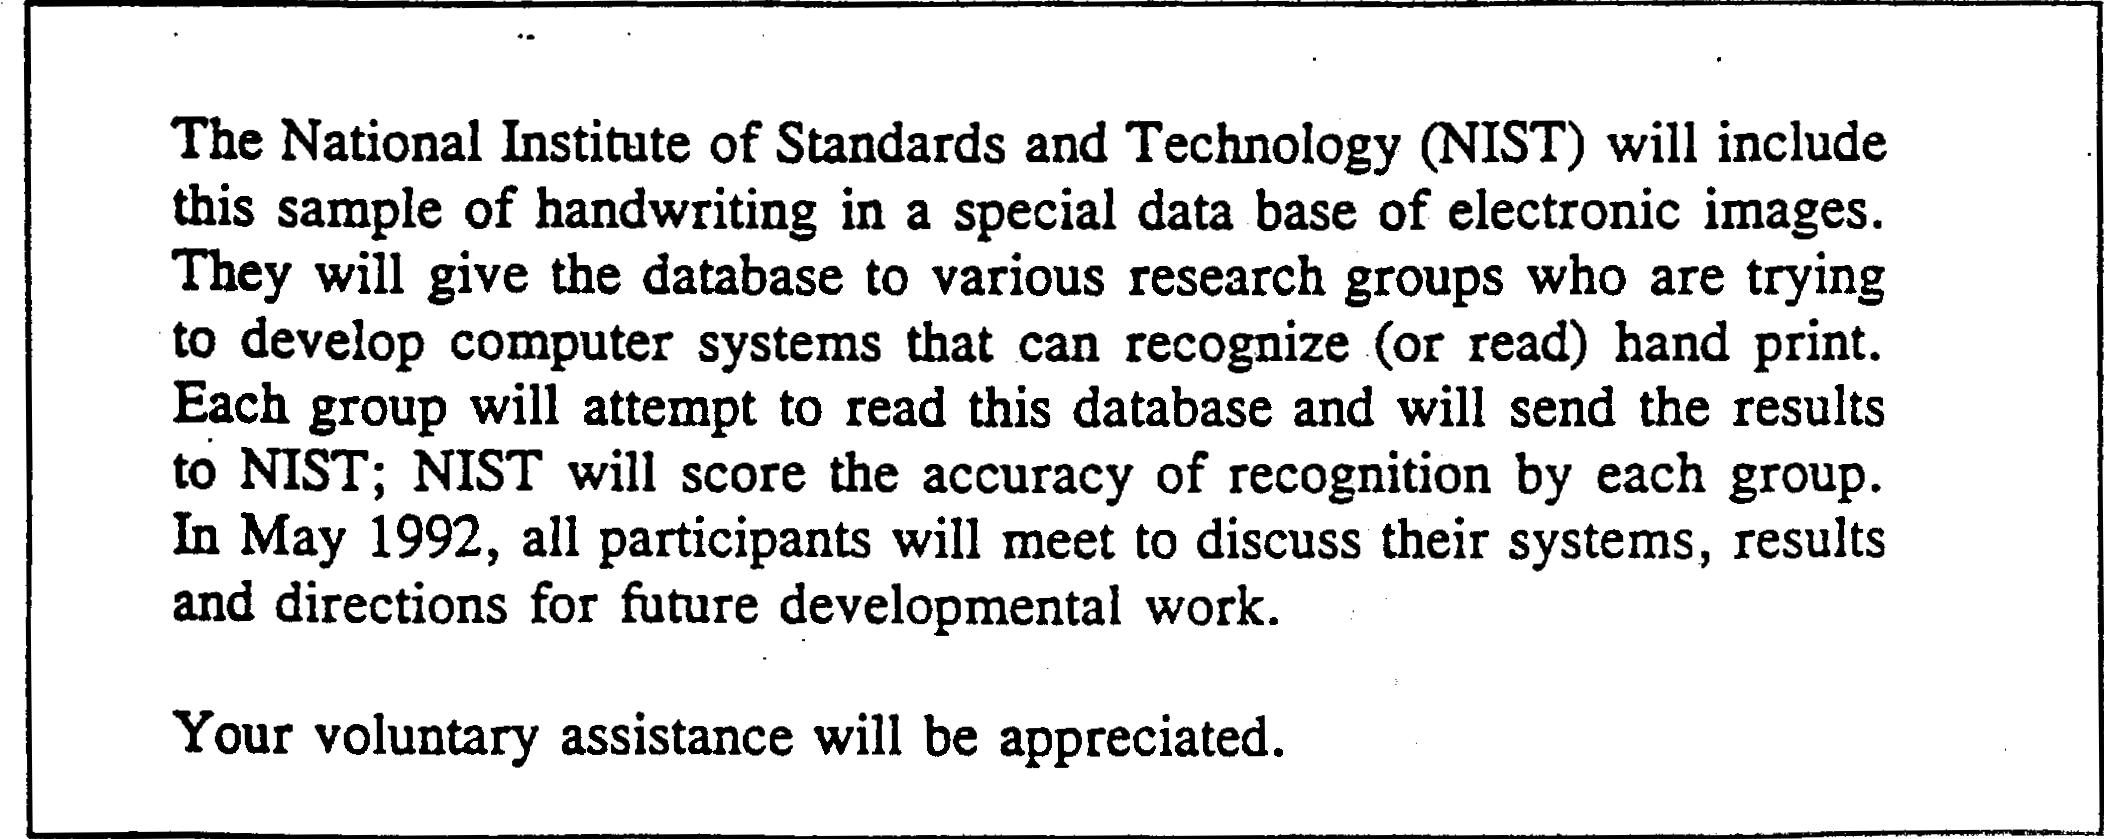 The National Institute of Standards and Technology (NIST) will include
this sample of handwriting in a special data base of electronic images.
They will give the database to various research groups who are trying
to develop computer systems that can recognize (or read) hand print.
Each group will attempt to read this database and will send the results
to NIST; NIST will score the accuracy of recognition by each group.
In May 1992, all participants will meet to discuss their systems, results
and directions for future developmental work.
Your voluntary assistance will be appreciated.